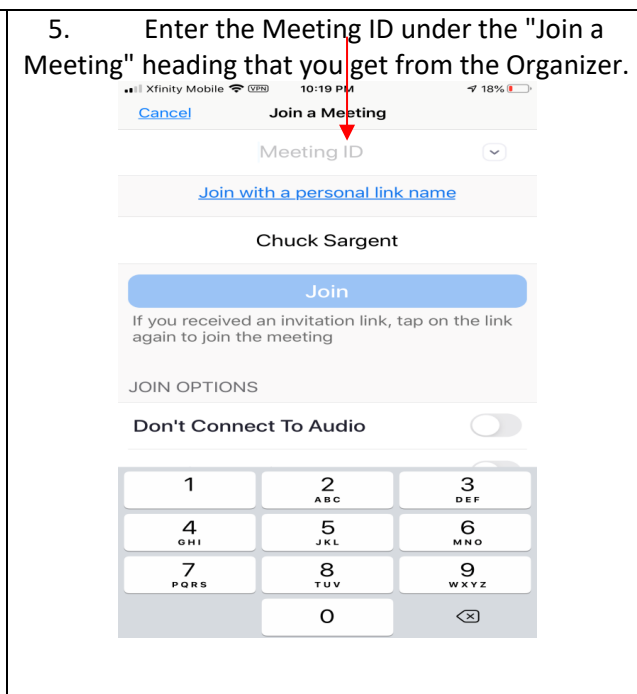 5. Enter the Meeting ID under the "Join a
Meeting" heading that you get from the Organizer.
Xfinity Mobile VPN 10:19 PM 18%
Cancel Join a Meeting
Meeting ID
Join with a personal link name
Chuck Sargent
Join
If you received an invitation link, tap on the link
again to join the meeting
JOIN OPTIONS
Don't Connect To Audio
1 2 3
ABC DEF
4 5 6
GHI JKL MNO
7 8 9
PQRS TUV WXYZ
0